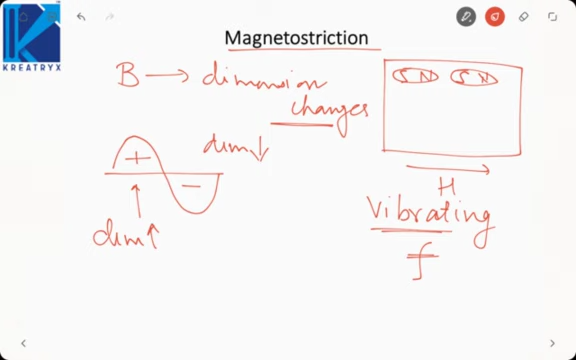 KREATRYX
Magnetostriction
B → dimension
changes
S N S N
+ dim ↓
−
dim ↑
H
Vibrating
f